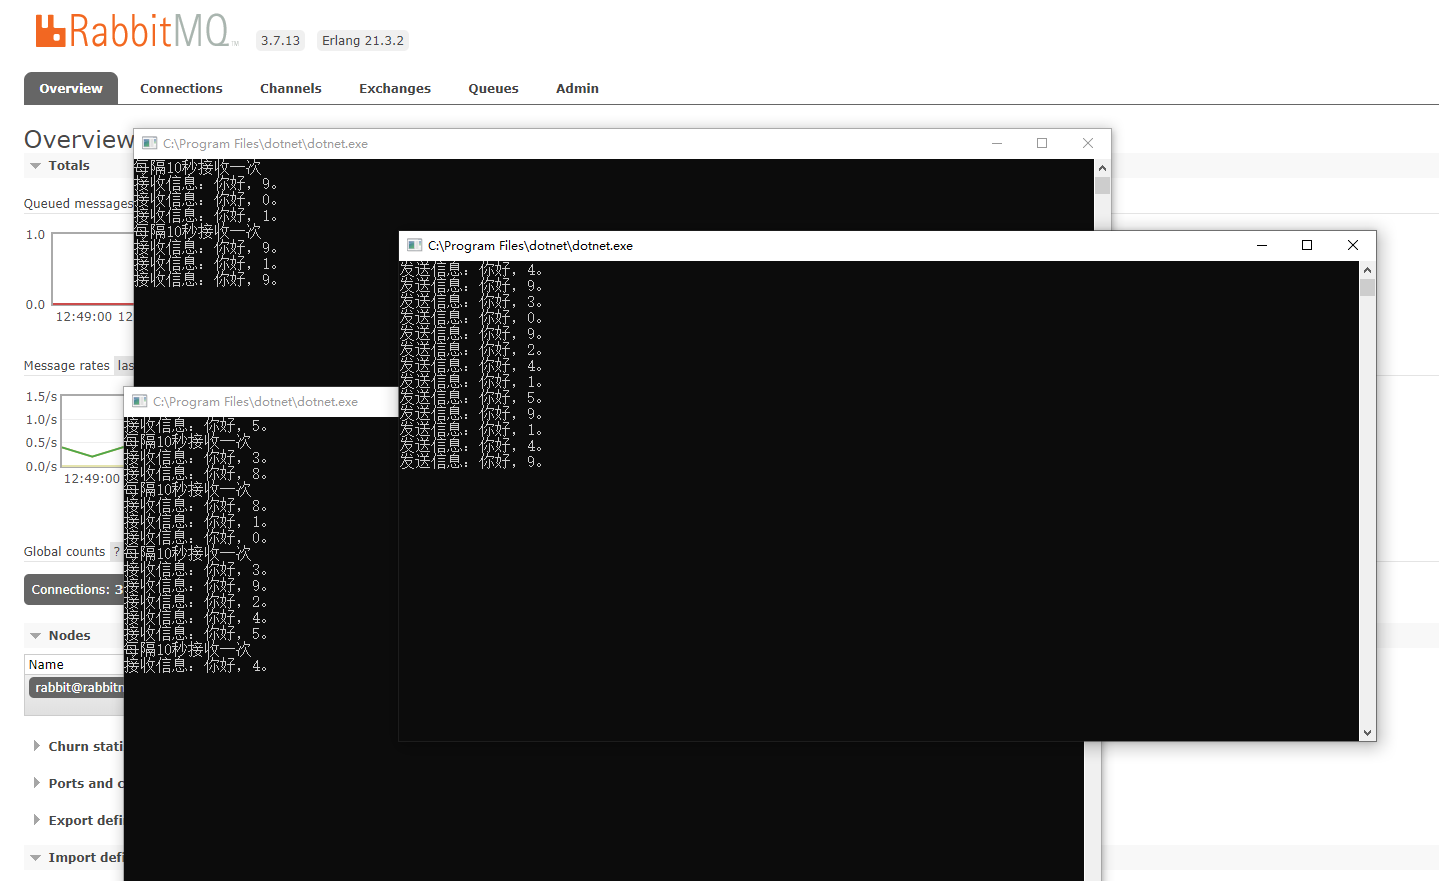 RabbitMQ™ 3.7.13 Erlang 21.3.2
Overview Connections Channels Exchanges Queues Admin
Overview
Totals
Queued messages
1.0
0.0
12:49:00 12
Message rates las
1.5/s
1.0/s
0.5/s
0.0/s
12:49:00
Global counts ?
Connections: 3
Nodes
Name
rabbit@rabbitm
Churn stati
Ports and c
Export defi
Import defi
C:\Program Files\dotnet\dotnet.exe
每隔10秒接收一次
接收信息：你好，9。
接收信息：你好，0。
接收信息：你好，1。
每隔10秒接收一次
接收信息：你好，9。
接收信息：你好，1。
接收信息：你好，9。
C:\Program Files\dotnet\dotnet.exe
发送信息：你好，4。
发送信息：你好，9。
发送信息：你好，3。
发送信息：你好，0。
发送信息：你好，9。
发送信息：你好，2。
发送信息：你好，4。
发送信息：你好，1。
发送信息：你好，5。
发送信息：你好，9。
发送信息：你好，1。
发送信息：你好，4。
发送信息：你好，9。
C:\Program Files\dotnet\dotnet.exe
接收信息：你好，5。
每隔10秒接收一次
接收信息：你好，3。
接收信息：你好，8。
每隔10秒接收一次
接收信息：你好，8。
接收信息：你好，1。
接收信息：你好，0。
每隔10秒接收一次
接收信息：你好，3。
接收信息：你好，9。
接收信息：你好，2。
接收信息：你好，4。
接收信息：你好，5。
每隔10秒接收一次
接收信息：你好，4。